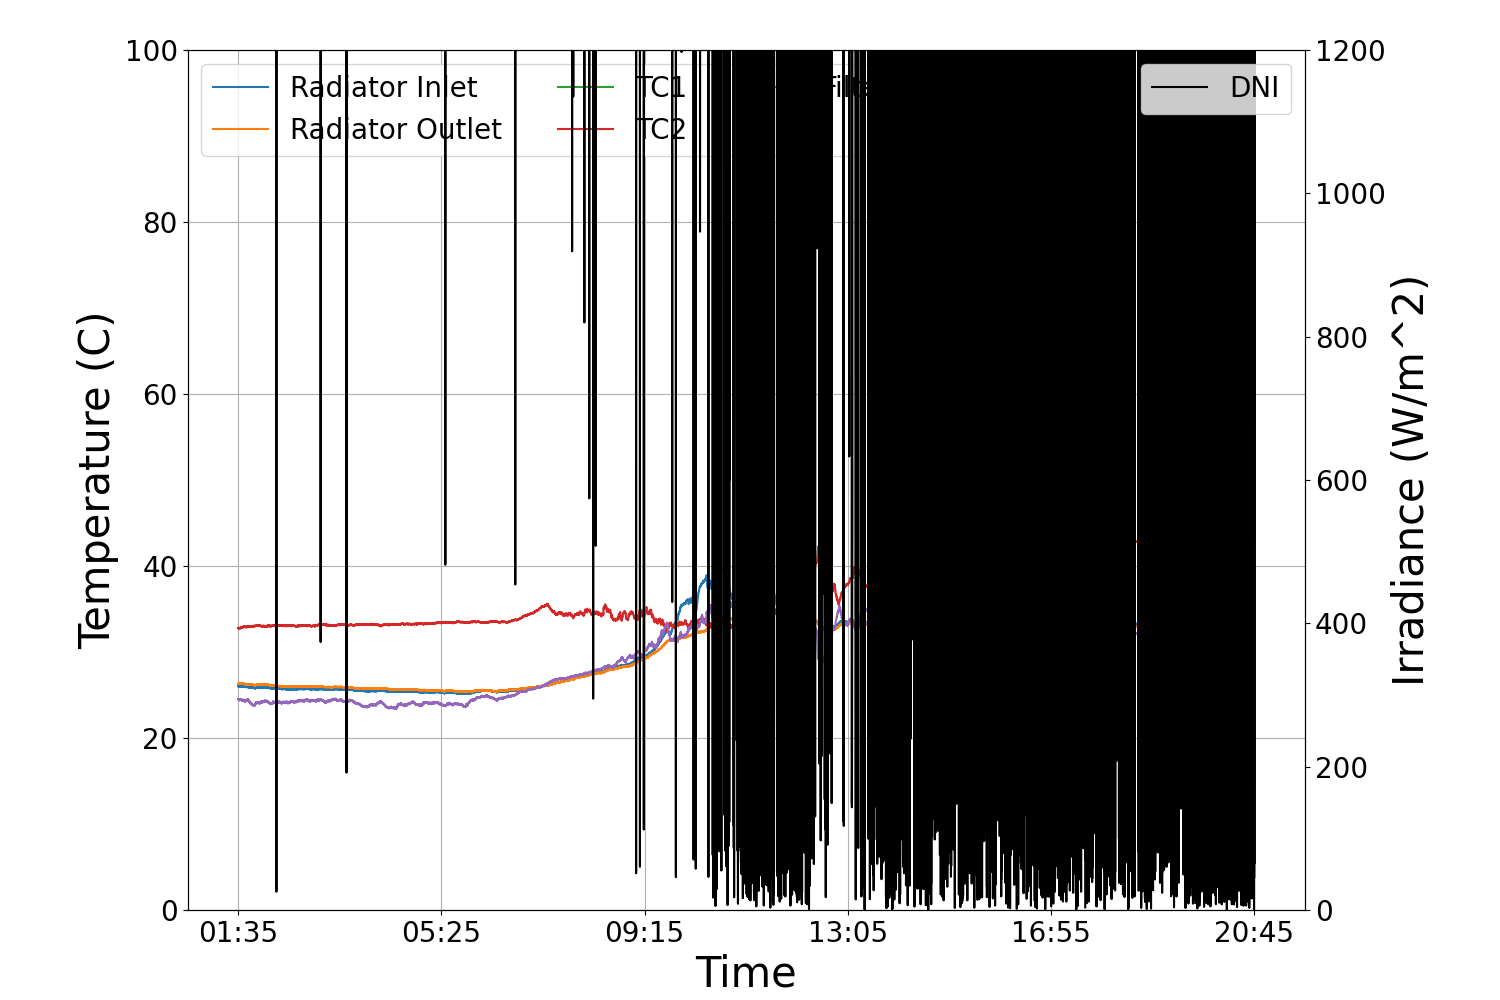 Radiator Inlet
Radiator Outlet
TC1
TC2
DNI
100
80
60
40
20
0
Temperature (C)
1200
1000
800
600
400
200
0
Irradiance (W/m^2)
01:35 05:25 09:15 13:05 16:55 20:45
Time